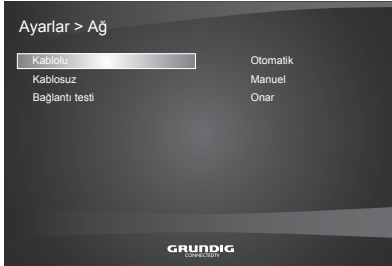 Ayarlar > Ağ
Kablolu Otomatik
Kablosuz Manuel
Bağlantı testi Onar
GRUNDIG
CONNECTEDTV